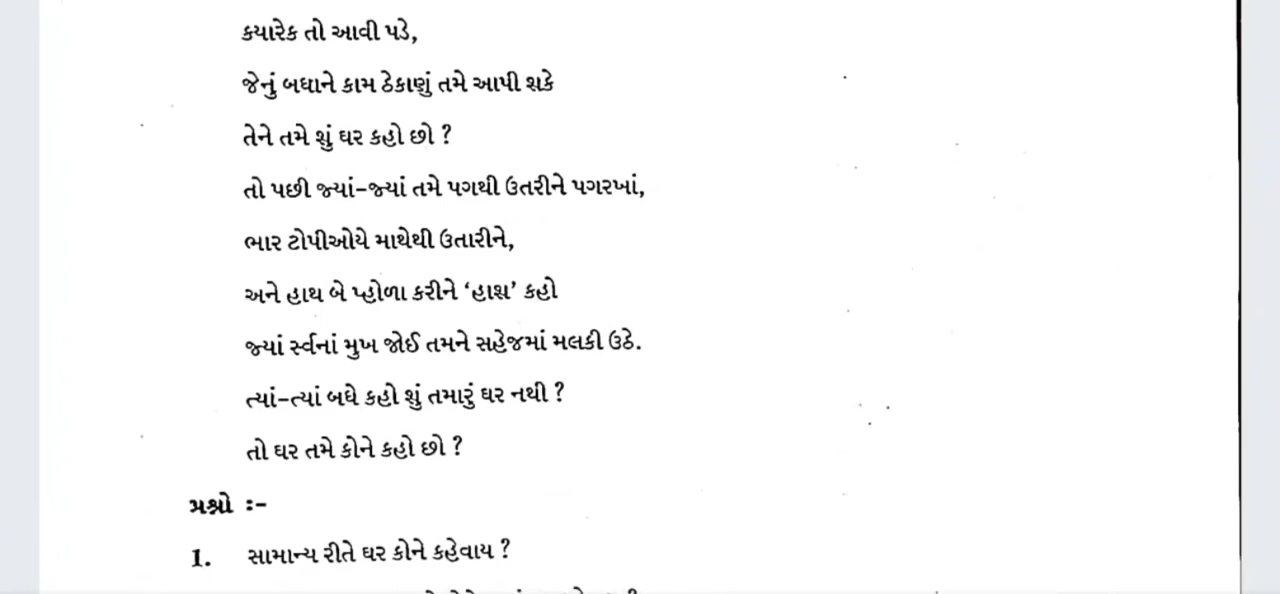 ક્યારેક તો આવી પડે,
જેનું બધાને કામ ઠેકાણું તમે આપી શકે
તેને તમે શું ઘર કહો છો ?
તો પછી જ્યાં-જ્યાં તમે પગથી ઉતરીને પગરખાં,
ભાર ટોપીઓયે માથેથી ઉતારીને,
અને હાથ બે પ્હોળા કરીને ‘હાશ’ કહો
જ્યાં ર્સ્વનાં મુખ જોઈ તમને સહેજમાં મલકી ઉઠે.
ત્યાં-ત્યાં બધે કહો શું તમારું ઘર નથી ?
તો ઘર તમે કોને કહો છો ?
પ્રશ્નો :-
1. સામાન્ય રીતે ઘર કોને કહેવાય ?